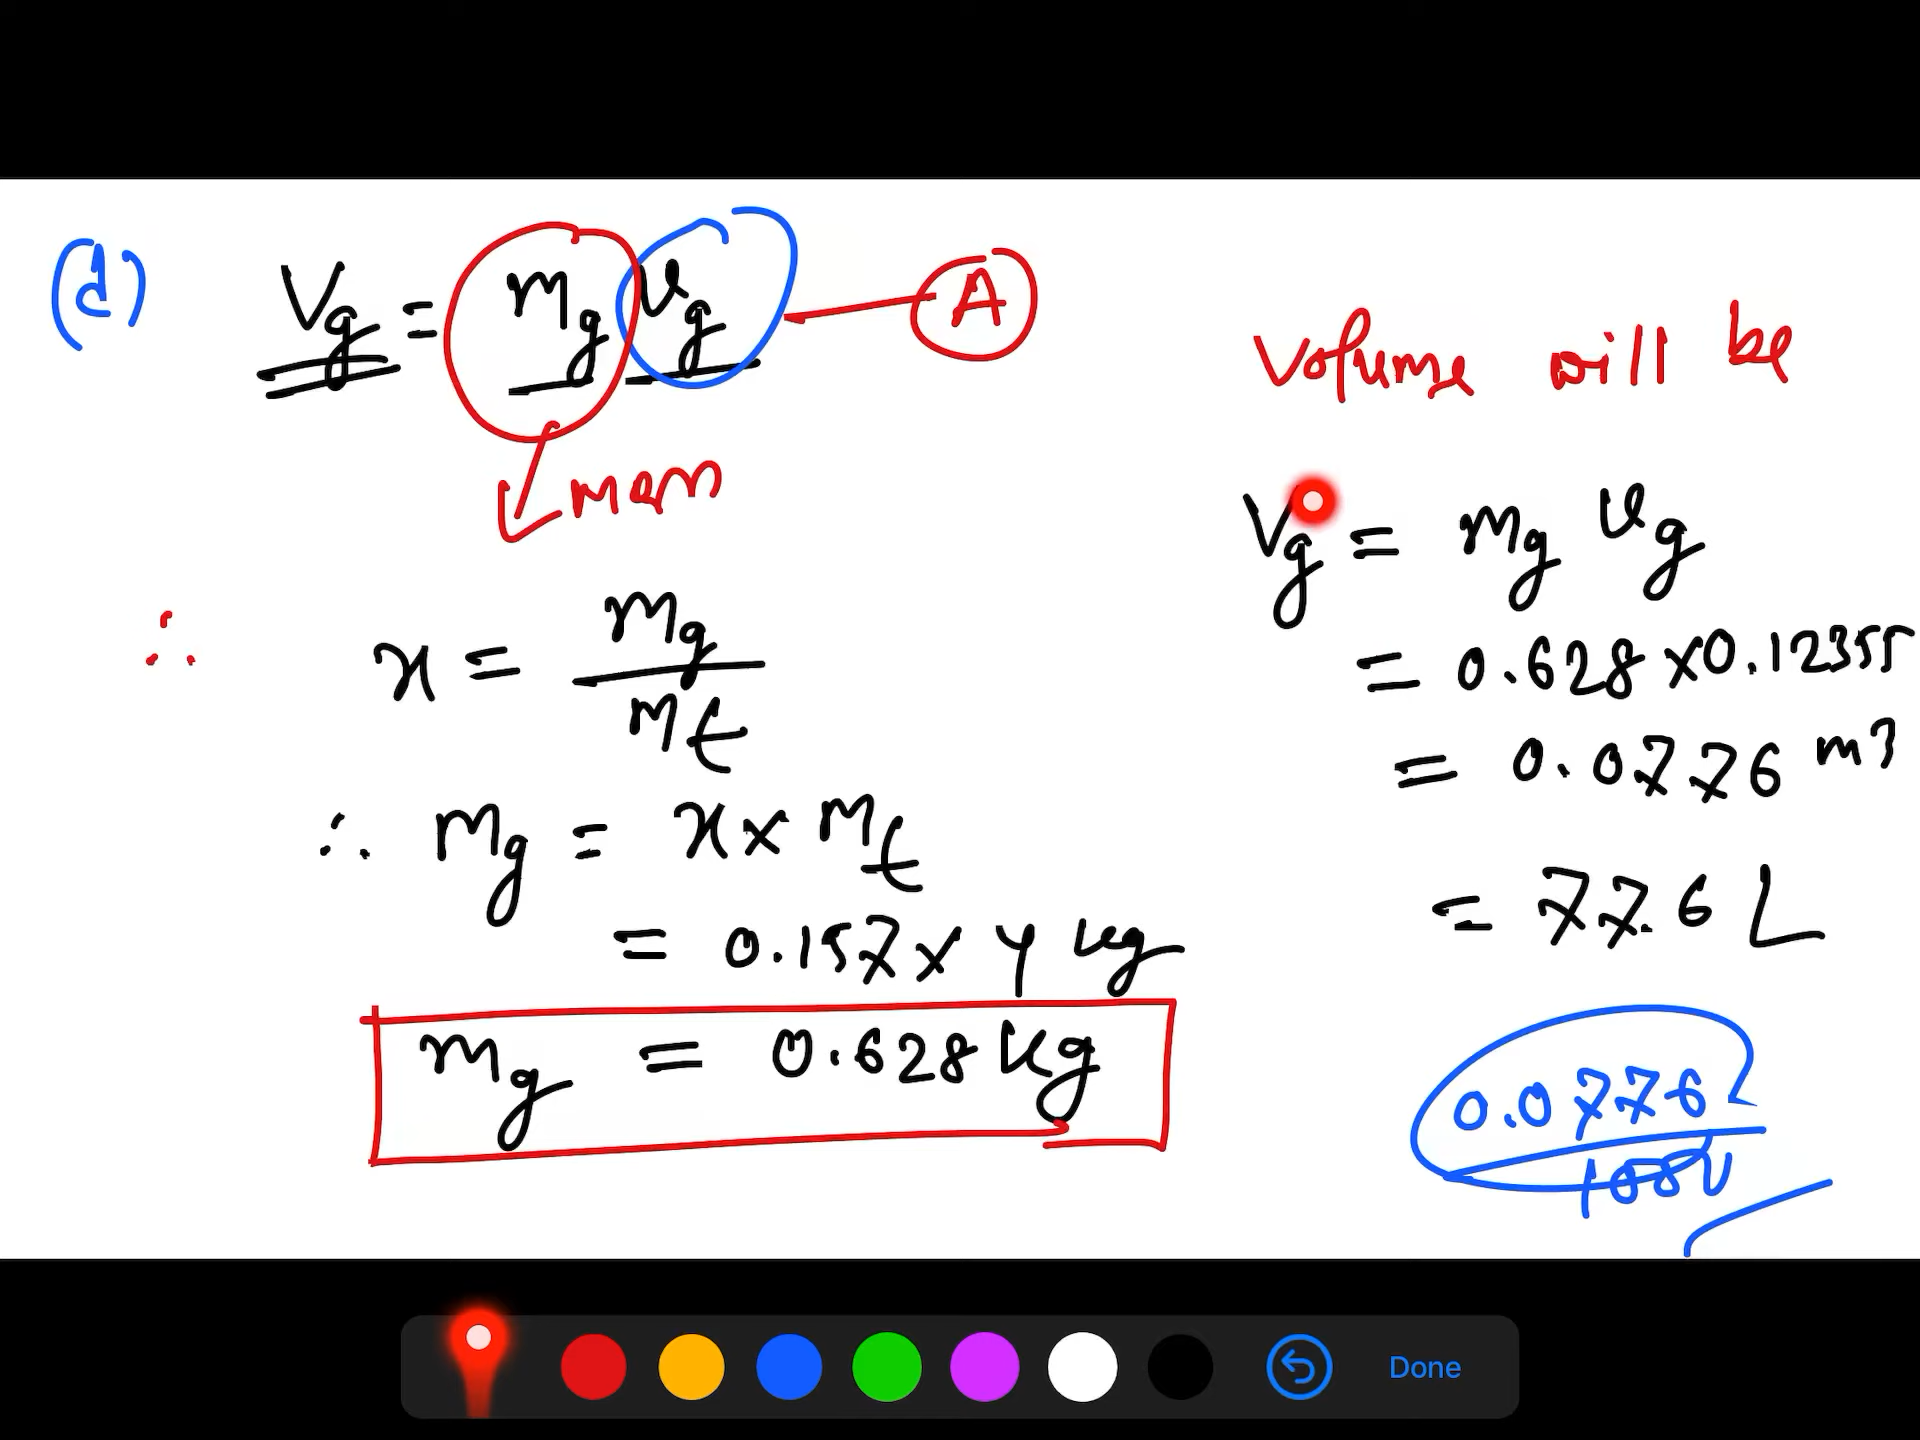 (d) Vg = mg vg A
mass
∴ x = mg / mt
∴ mg = x × mt
= 0.157 × 4 kg
mg = 0.628 kg
Volume will be
Vg = mg vg
= 0.628 × 0.12355
= 0.0776 m3
= 77.6 L
0.0776
Done